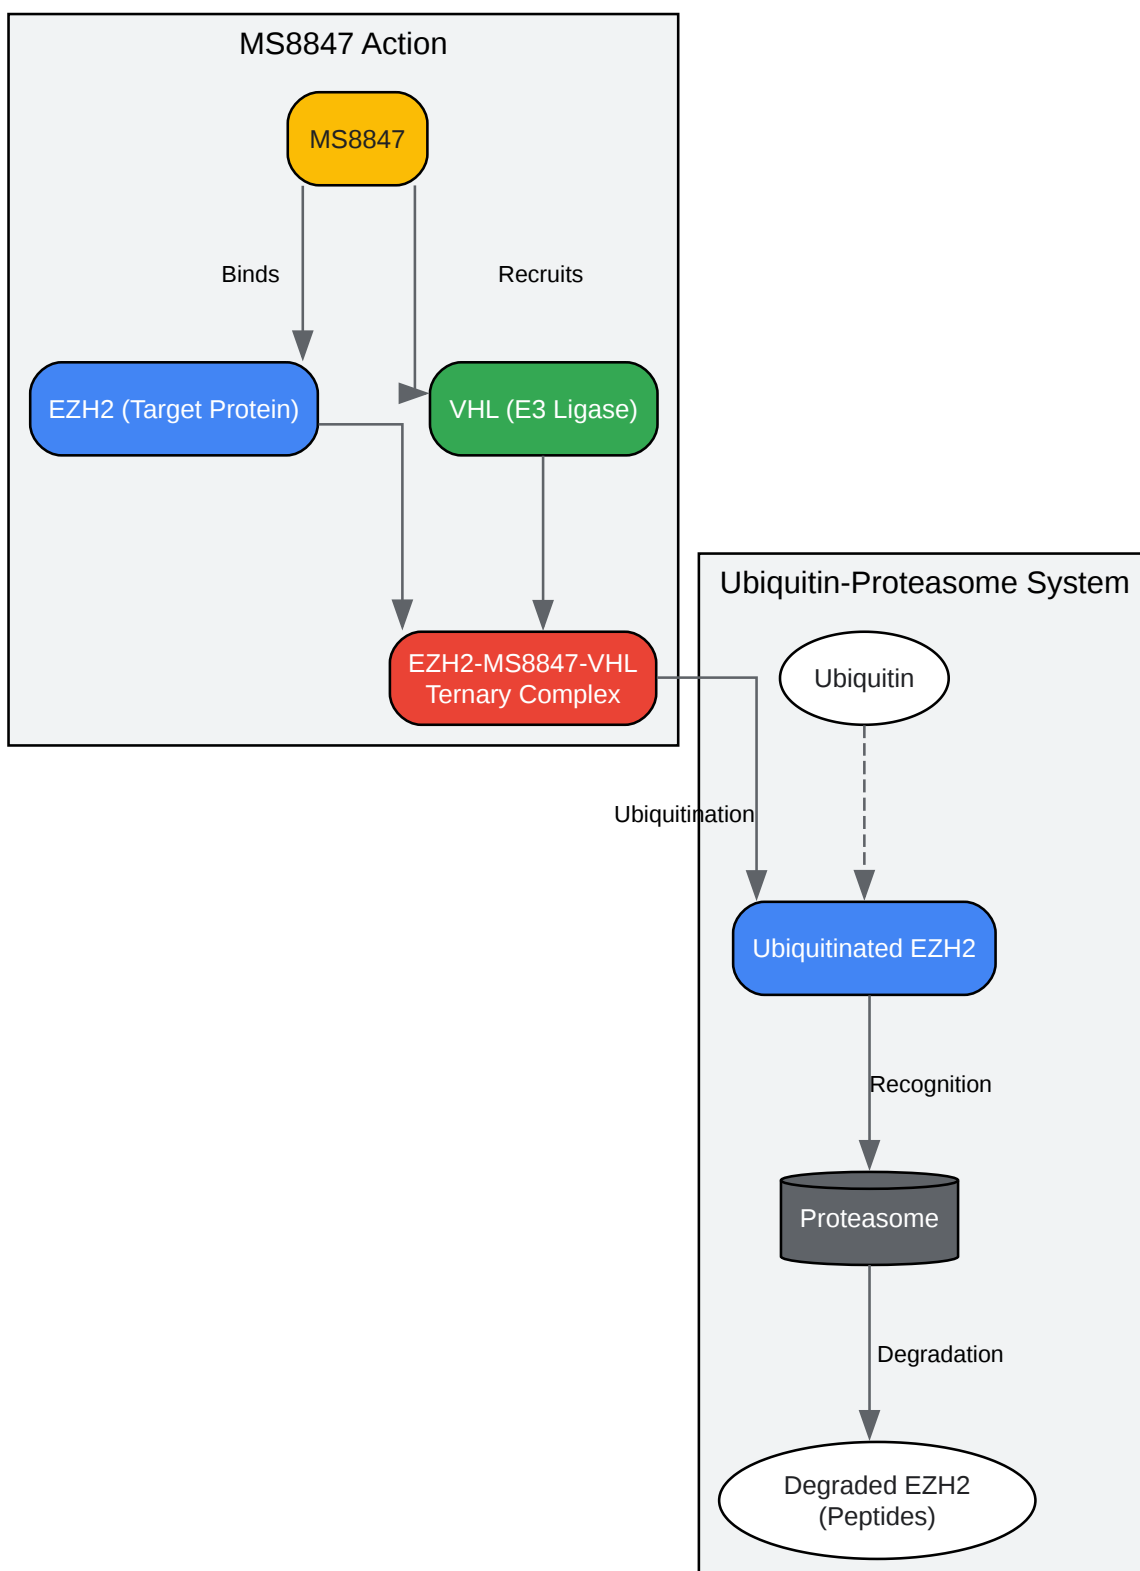 MS8847 Action
MS8847
Binds
Recruits
EZH2 (Target Protein)
VHL (E3 Ligase)
EZH2-MS8847-VHL
Ternary Complex
Ubiquitin-Proteasome System
Ubiquitin
Ubiquitination
Ubiquitinated EZH2
Recognition
Proteasome
Degradation
Degraded EZH2
(Peptides)